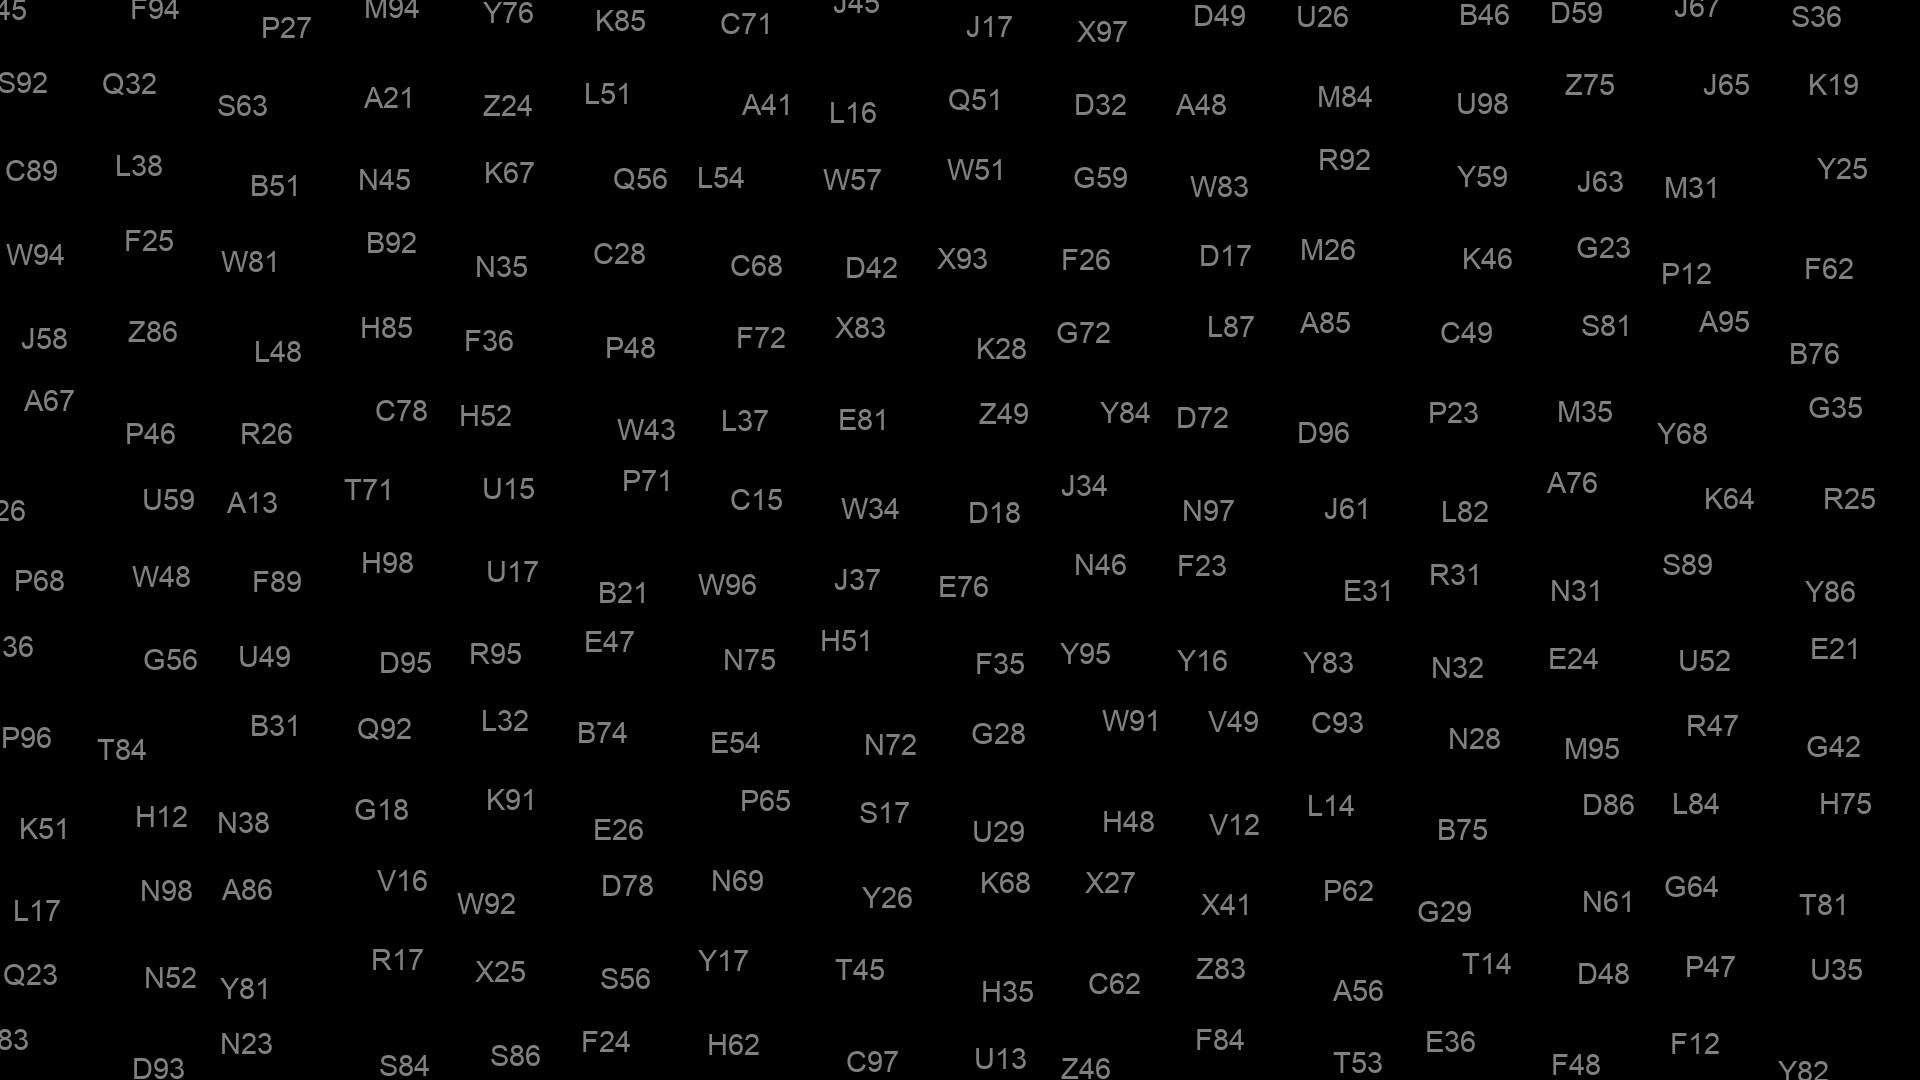 45 F94 P27 M94 Y76 K85 C71 J45 J17 X97 D49 U26 B46 D59 J67 S36
S92 Q32 S63 A21 Z24 L51 A41 L16 Q51 D32 A48 M84 U98 Z75 J65 K19
C89 L38 B51 N45 K67 Q56 L54 W57 W51 G59 W83 R92 Y59 J63 M31 Y25
W94 F25 W81 B92 N35 C28 C68 D42 X93 F26 D17 M26 K46 G23 P12 F62
J58 Z86 L48 H85 F36 P48 F72 X83 K28 G72 L87 A85 C49 S81 A95 B76
A67 P46 R26 C78 H52 W43 L37 E81 Z49 Y84 D72 D96 P23 M35 Y68 G35
26 U59 A13 T71 U15 P71 C15 W34 D18 J34 N97 J61 L82 A76 K64 R25
P68 W48 F89 H98 U17 B21 W96 J37 E76 N46 F23 E31 R31 N31 S89 Y86
36 G56 U49 D95 R95 E47 N75 H51 F35 Y95 Y16 Y83 N32 E24 U52 E21
P96 T84 B31 Q92 L32 B74 E54 N72 G28 W91 V49 C93 N28 M95 R47 G42
K51 H12 N38 G18 K91 E26 P65 S17 U29 H48 V12 L14 B75 D86 L84 H75
L17 N98 A86 V16 W92 D78 N69 Y26 K68 X27 X41 P62 G29 N61 G64 T81
Q23 N52 Y81 R17 X25 S56 Y17 T45 H35 C62 Z83 A56 T14 D48 P47 U35
83 D93 N23 S84 S86 F24 H62 C97 U13 Z46 F84 T53 E36 F48 F12 Y82